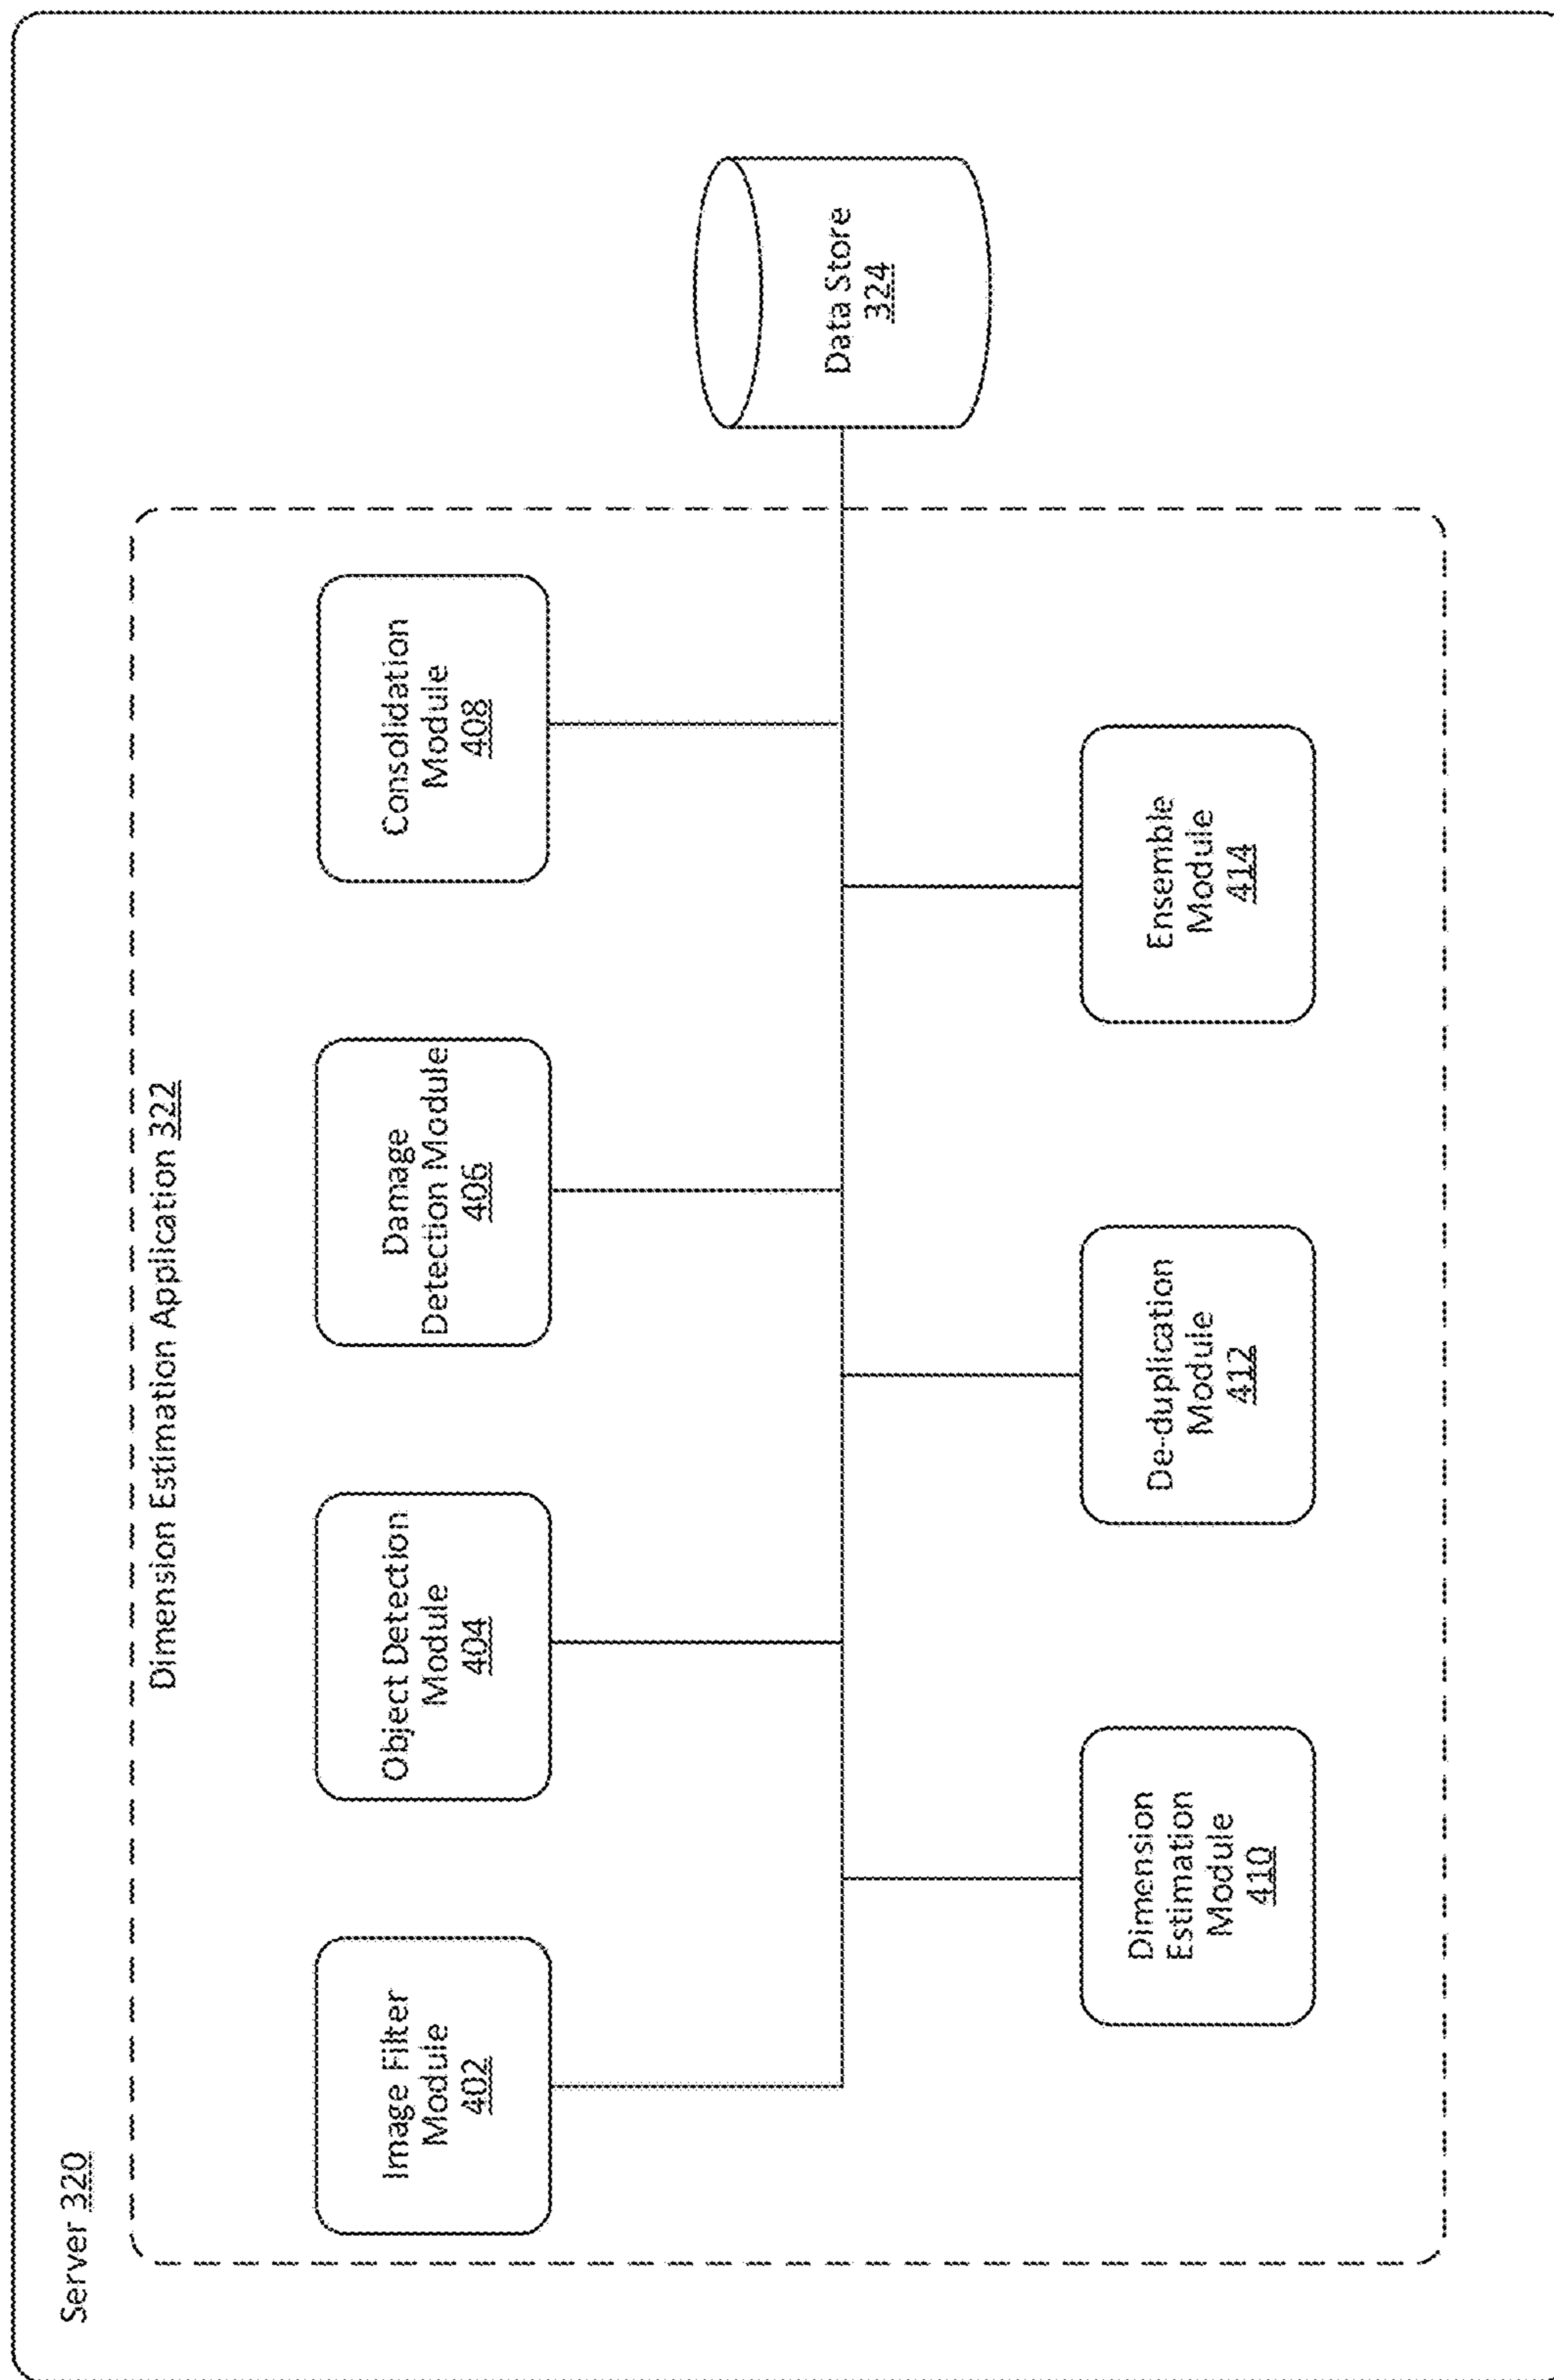 Server 320
Dimension Estimation Application 322
Image Filter
Module
402
Object Detection
Module
404
Damage
Detection Module
406
Consolidation
Module
408
Dimension
Estimation
Module
410
De-duplication
Module
412
Ensemble
Module
414
Data Store
324